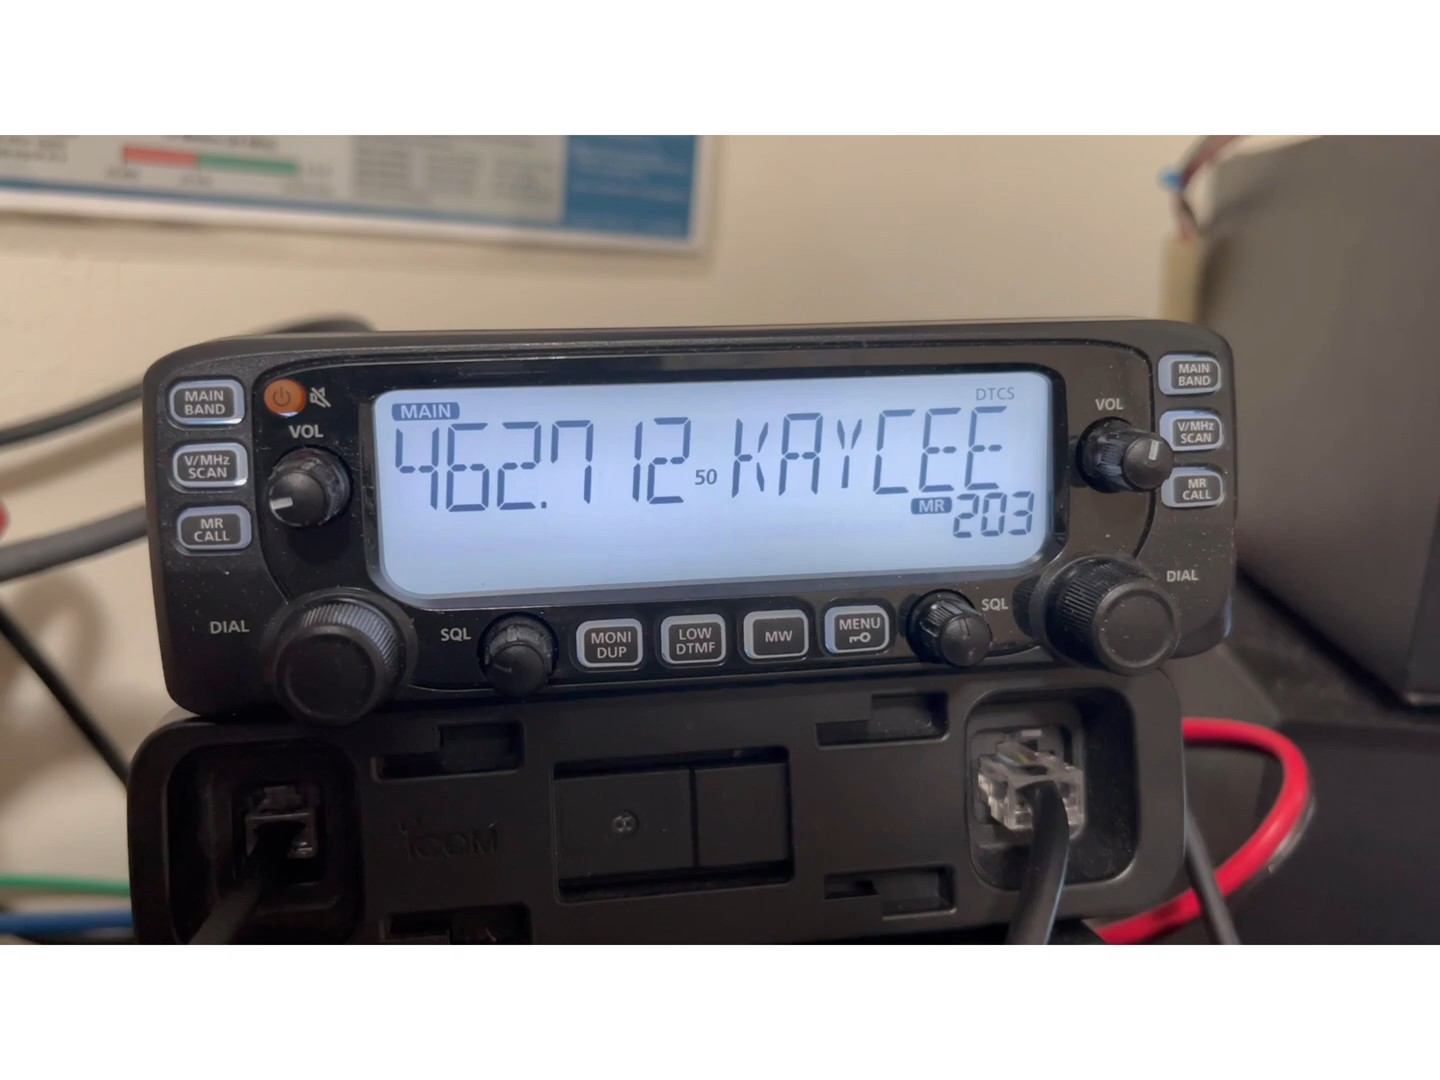 MAIN
BAND
VOL
V/MHz
SCAN
MR
CALL
DIAL
MAIN
DTCS
462.712 50 KAYCEE
MR 203
VOL
MAIN
BAND
V/MHz
SCAN
MR
CALL
DIAL
SQL
MONI
DUP
LOW
DTMF
MW
MENU
SQL
ICOM